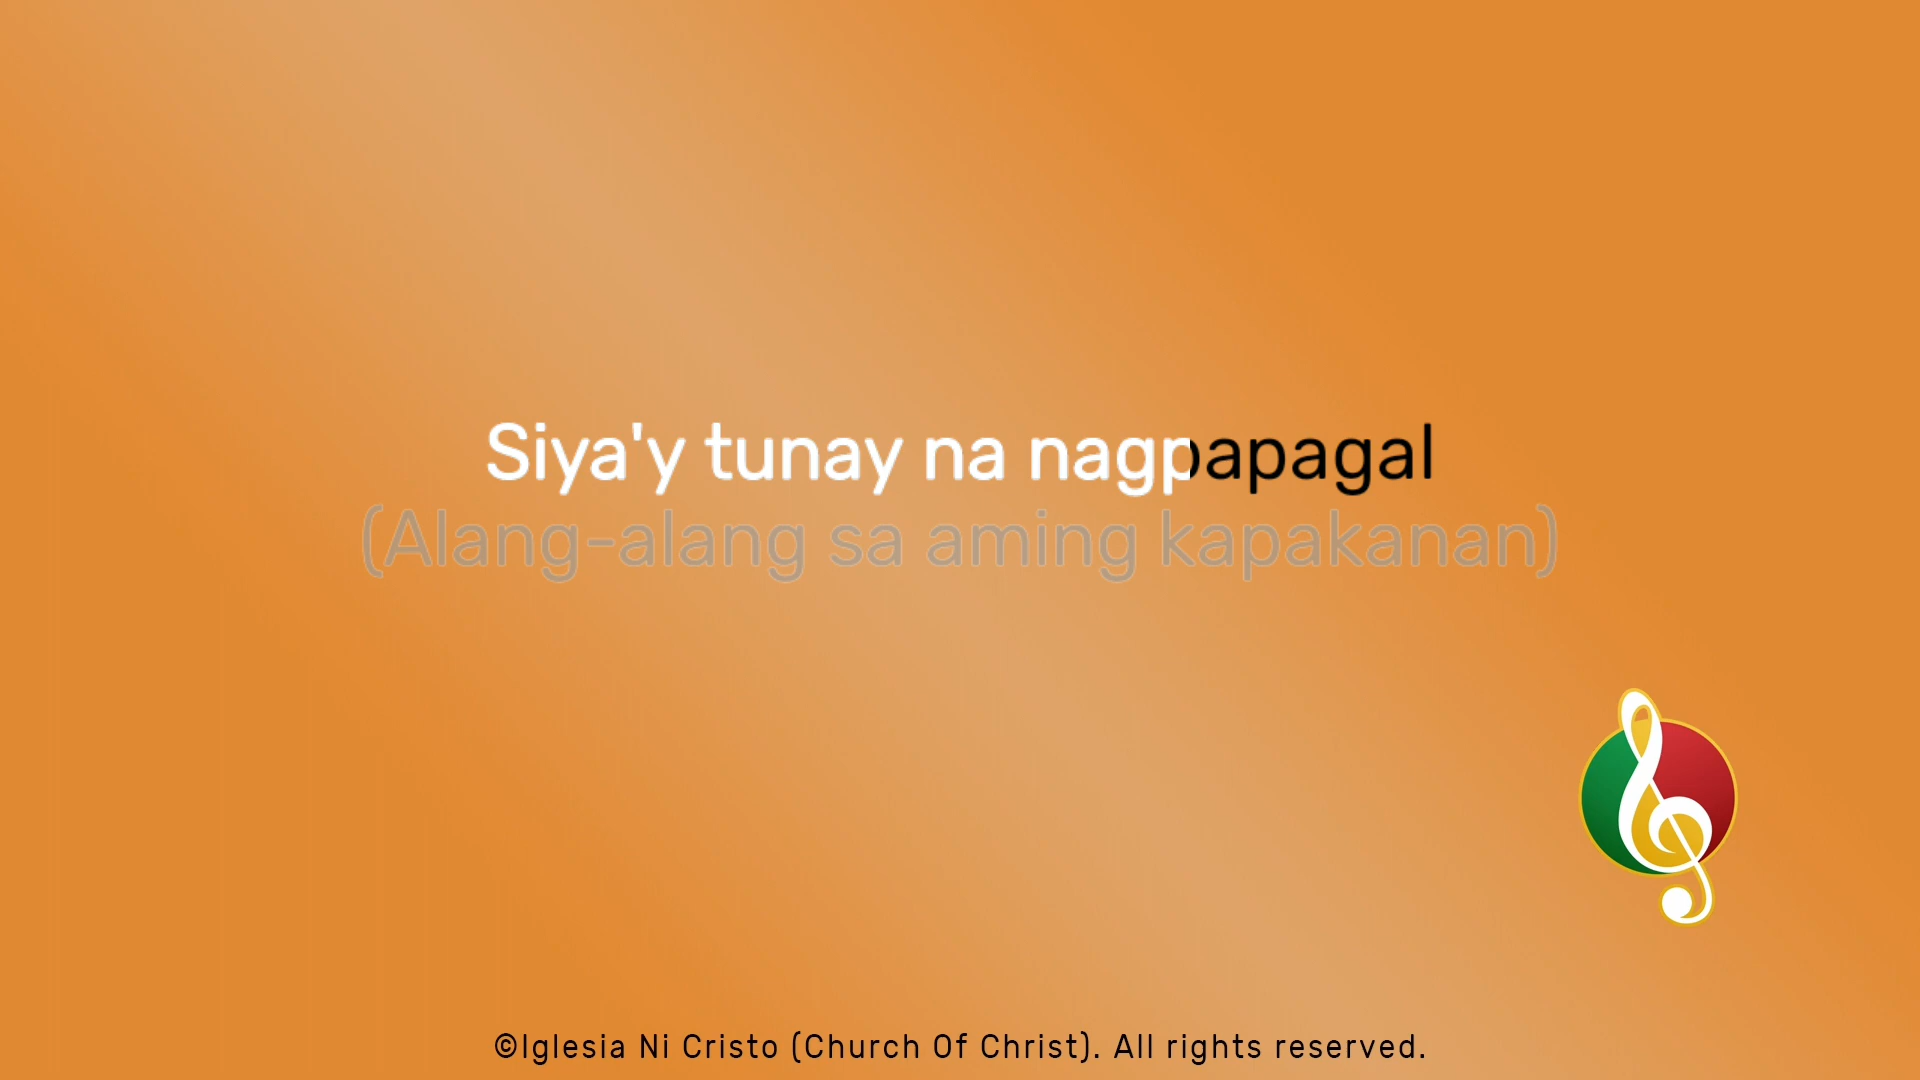 Siya'y tunay na nagpapagal
(Alang-alang sa aming kapakanan)
©Iglesia Ni Cristo (Church Of Christ). All rights reserved.